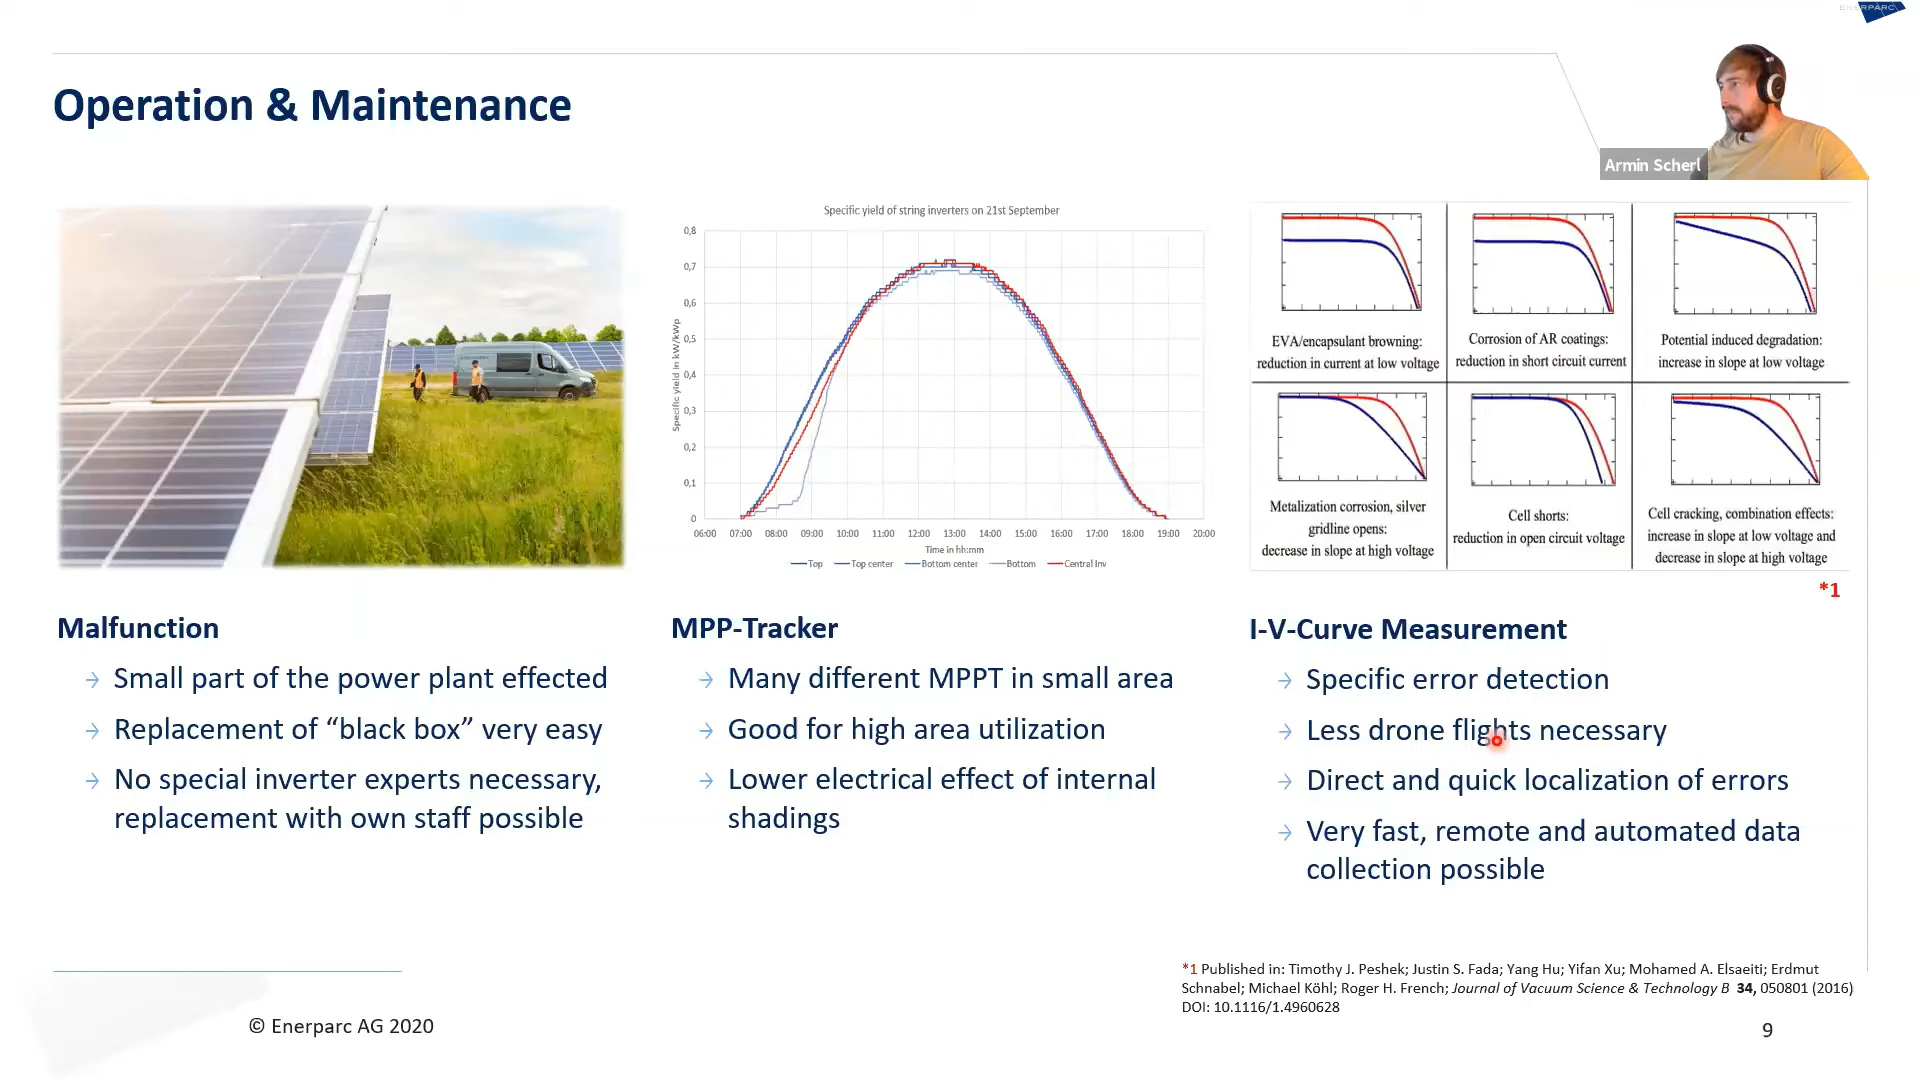 ENERPARC
Operation & Maintenance
Armin Scherl
Specific yield of string inverters on 21st September
0,8
0,7
0,6
0,5
0,4
0,3
0,2
0,1
0
Specific yield in kW/kWp
06:00 07:00 08:00 09:00 10:00 11:00 12:00 13:00 14:00 15:00 16:00 17:00 18:00 19:00 20:00
Time in hh:mm
Top Top center Bottom center Bottom Central Inv
EVA/encapsulant browning:
reduction in current at low voltage
Corrosion of AR coatings:
reduction in short circuit current
Potential induced degradation:
increase in slope at low voltage
Metalization corrosion, silver
gridline opens:
decrease in slope at high voltage
Cell shorts:
reduction in open circuit voltage
Cell cracking, combination effects:
increase in slope at low voltage and
decrease in slope at high voltage
*1
Malfunction
→ Small part of the power plant effected
→ Replacement of “black box” very easy
→ No special inverter experts necessary,
replacement with own staff possible
MPP-Tracker
→ Many different MPPT in small area
→ Good for high area utilization
→ Lower electrical effect of internal
shadings
I-V-Curve Measurement
→ Specific error detection
→ Less drone flights necessary
→ Direct and quick localization of errors
→ Very fast, remote and automated data
collection possible
*1 Published in: Timothy J. Peshek; Justin S. Fada; Yang Hu; Yifan Xu; Mohamed A. Elsaeiti; Erdmut
Schnabel; Michael Köhl; Roger H. French; Journal of Vacuum Science & Technology B 34, 050801 (2016)
DOI: 10.1116/1.4960628
© Enerparc AG 2020
9